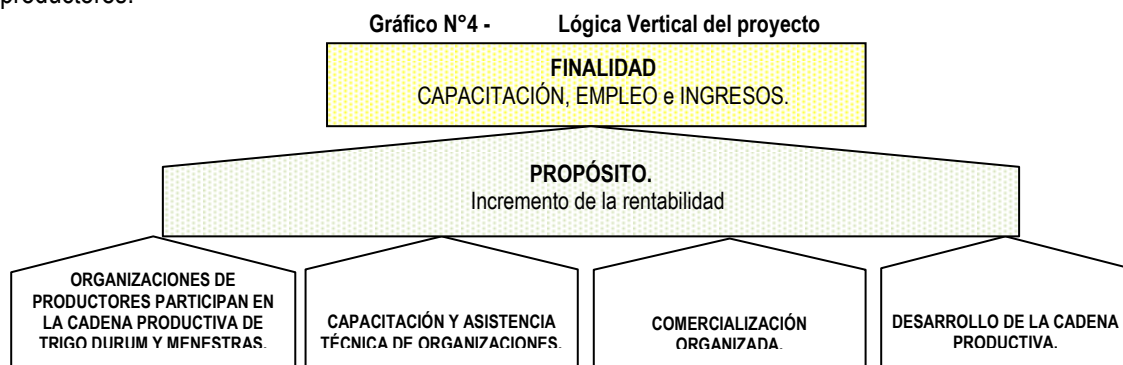 productores.
Gráfico N°4 - Lógica Vertical del proyecto
FINALIDAD
CAPACITACIÓN, EMPLEO e INGRESOS.
PROPÓSITO.
Incremento de la rentabilidad
ORGANIZACIONES DE
PRODUCTORES PARTICIPAN EN
LA CADENA PRODUCTIVA DE
TRIGO DURUM Y MENESTRAS.
CAPACITACIÓN Y ASISTENCIA
TÉCNICA DE ORGANIZACIONES.
COMERCIALIZACIÓN
ORGANIZADA.
DESARROLLO DE LA CADENA
PRODUCTIVA.